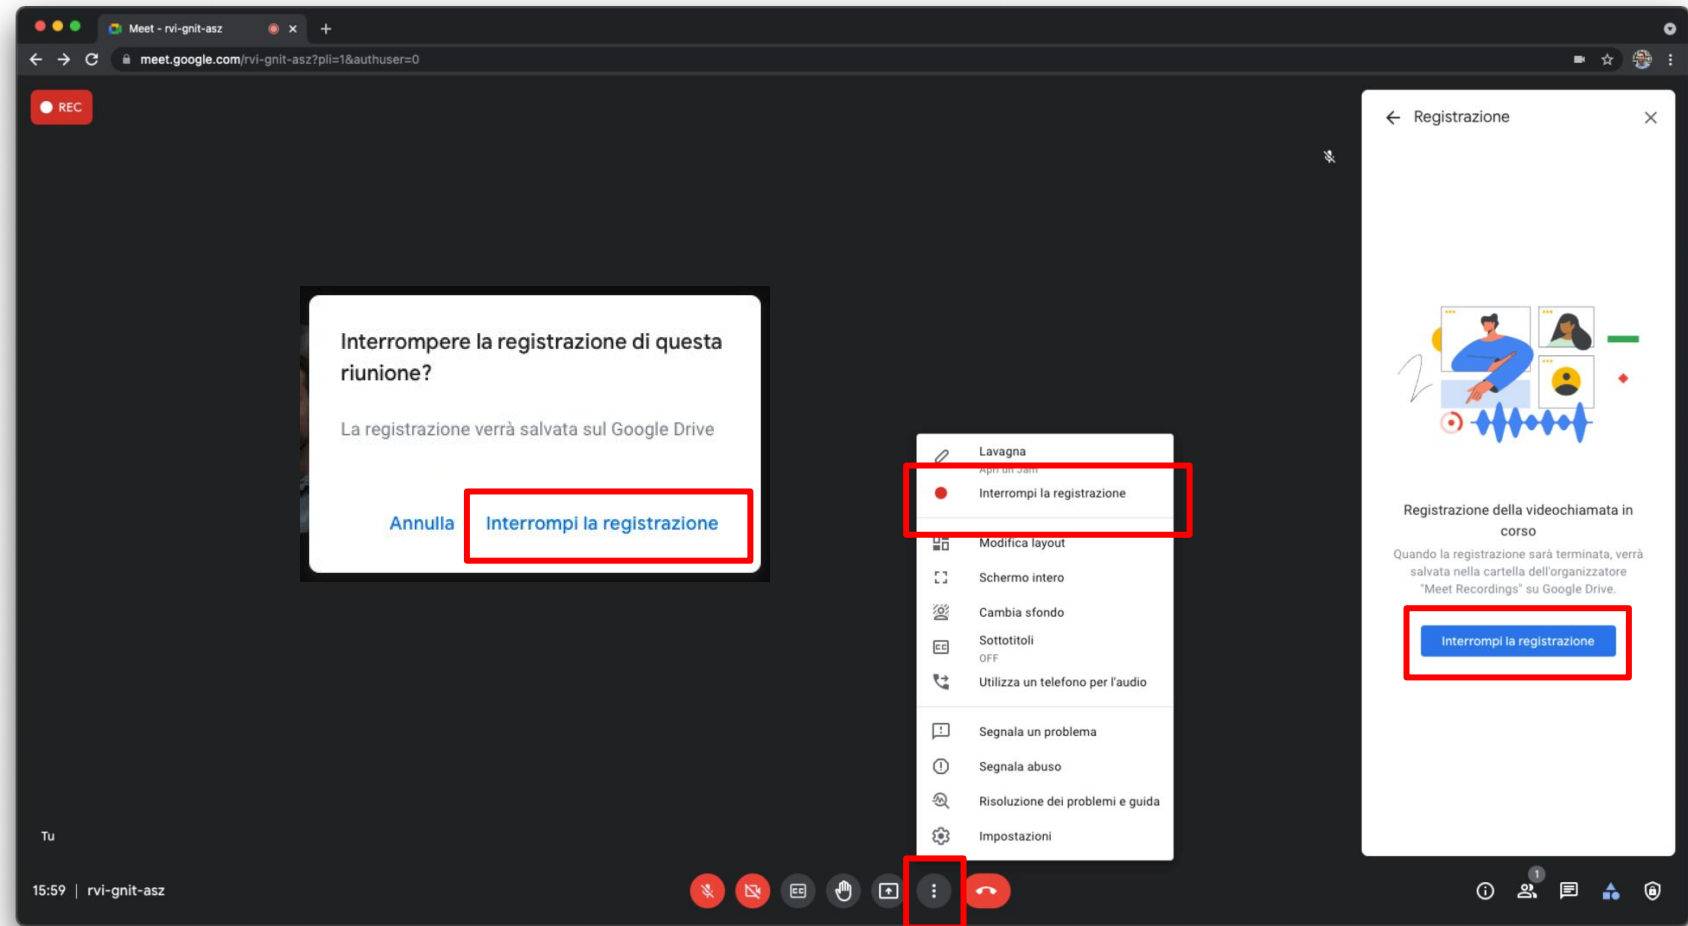 Meet - rvi-gnit-asz
meet.google.com/rvi-gnit-asz?pli=1&authuser=0
REC
Registrazione
Interrompere la registrazione di questa
riunione?
La registrazione verrà salvata sul Google Drive
Annulla
Interrompi la registrazione
Lavagna
Apri un Jam
Interrompi la registrazione
Modifica layout
Schermo intero
Cambia sfondo
Sottotitoli
OFF
Utilizza un telefono per l'audio
Segnala un problema
Segnala abuso
Risoluzione dei problemi e guida
Impostazioni
Registrazione della videochiamata in
corso
Quando la registrazione sarà terminata, verrà
salvata nella cartella dell'organizzatore
"Meet Recordings" su Google Drive.
Interrompi la registrazione
Tu
15:59 | rvi-gnit-asz
1